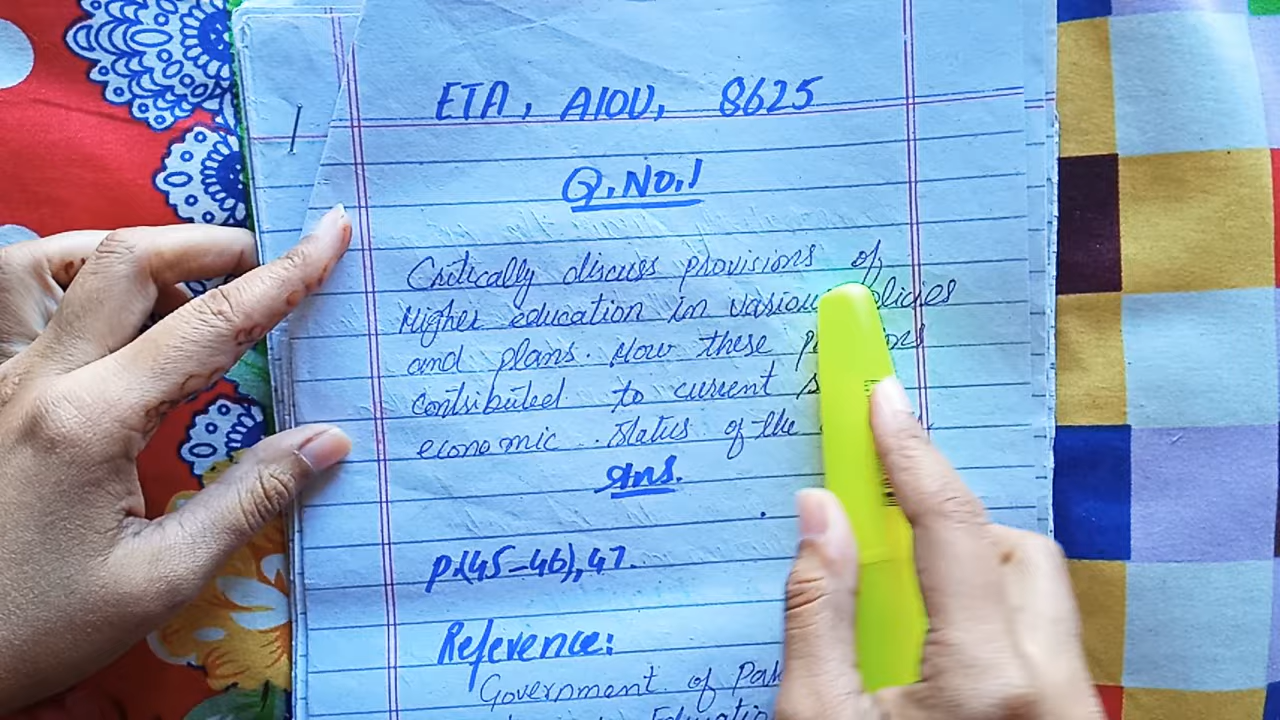 ETA, AIOU, 8625
Q.No.1
Critically discuss provisions of
Higher education in various
and plans. How these
contributed to current
economic status of the
Ans.
P.(45-46),47.
Reference:
Government of
Education